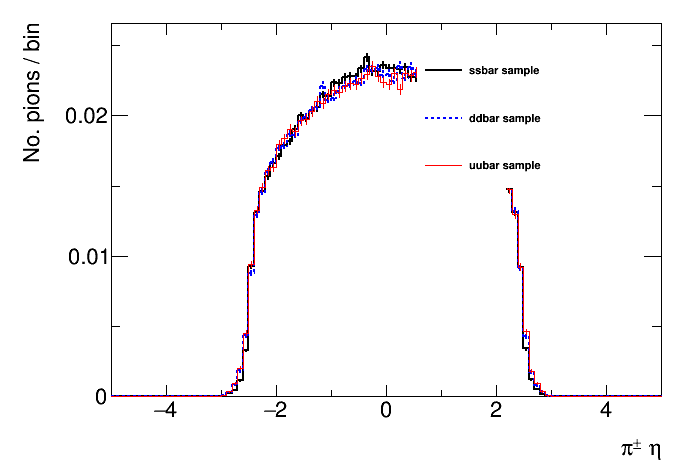 No. pions / bin
ssbar sample
ddbar sample
uubar sample
0.02
0.01
0
−4 −2 0 2 4
π± η